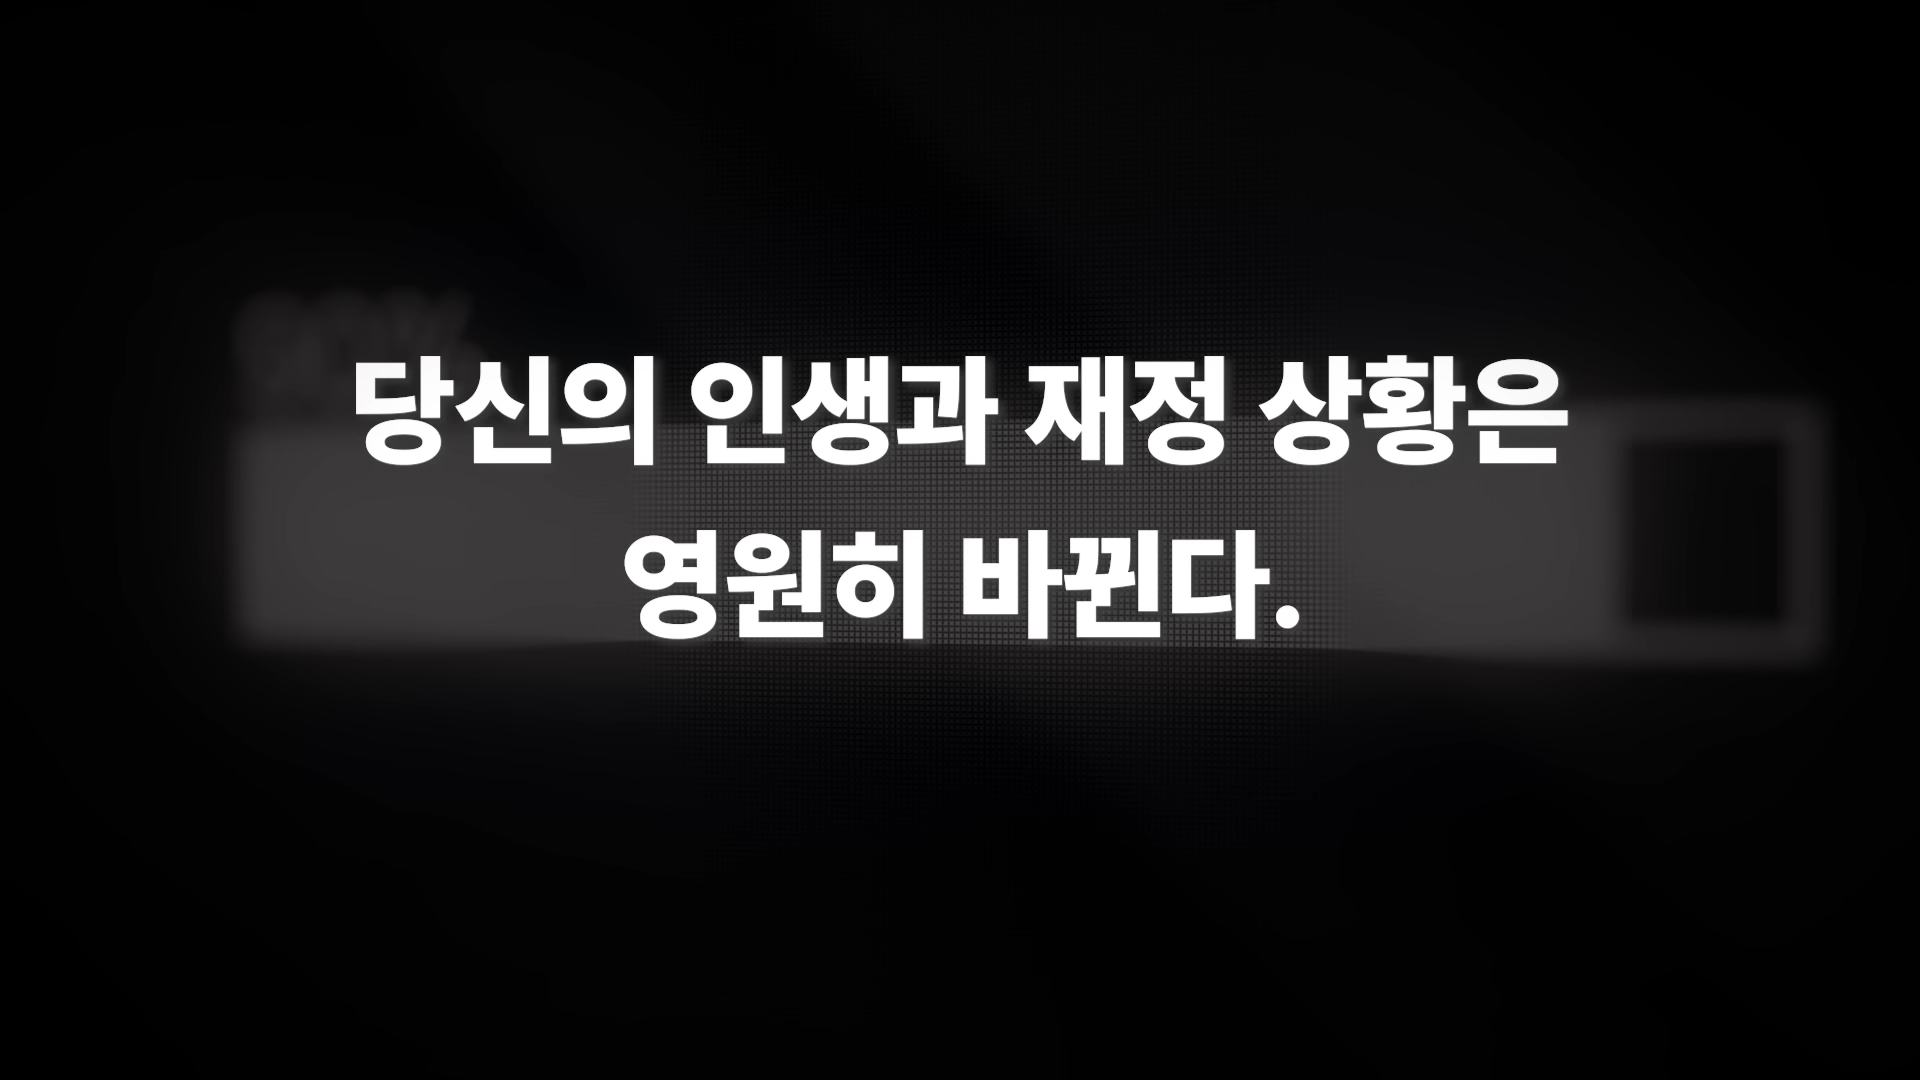 당신의 인생과 재정 상황은
영원히 바뀐다.